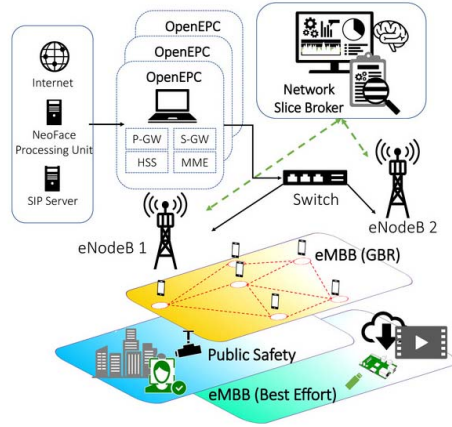 OpenEPC
OpenEPC
OpenEPC
Internet
NeoFace
Processing Unit
SIP Server
P-GW
S-GW
HSS
MME
Network
Slice Broker
Switch
eNodeB 1
eNodeB 2
eMBB (GBR)
Public Safety
eMBB (Best Effort)